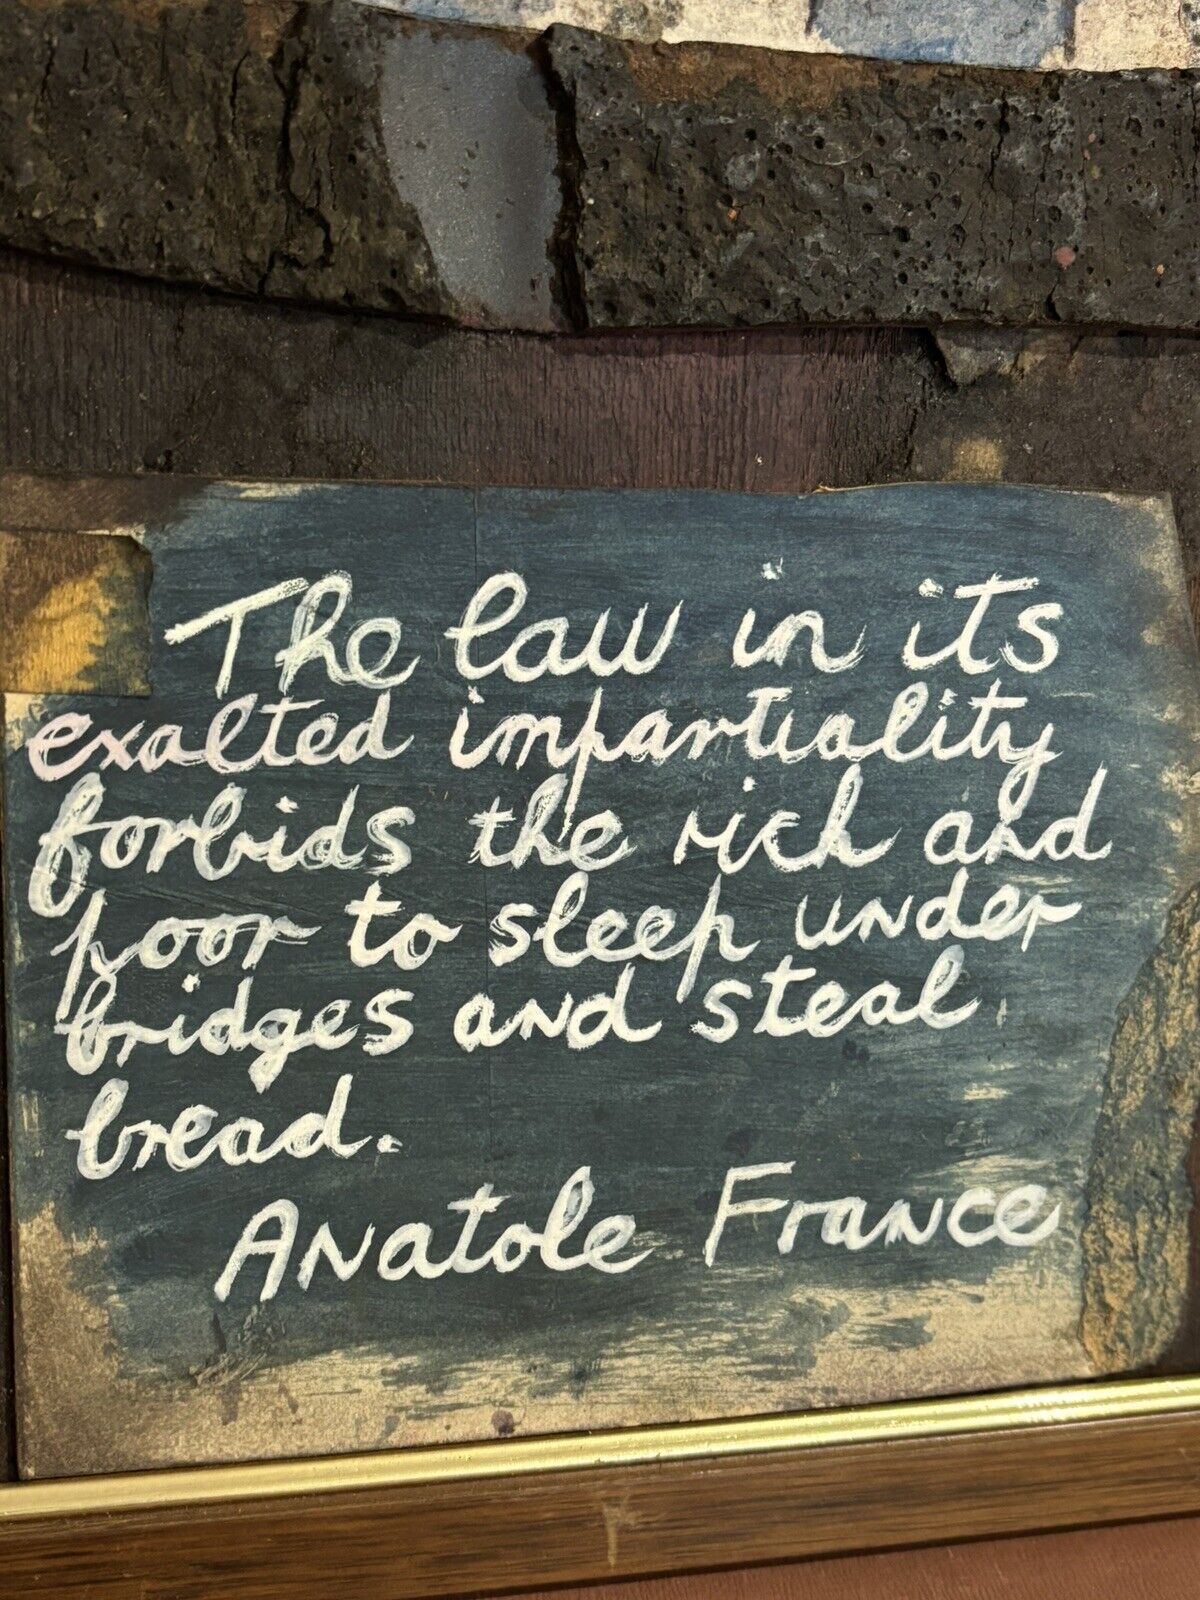 The law in its
exalted impartiality
forbids the rich and
poor to sleep under
bridges and steal
bread.
Anatole France